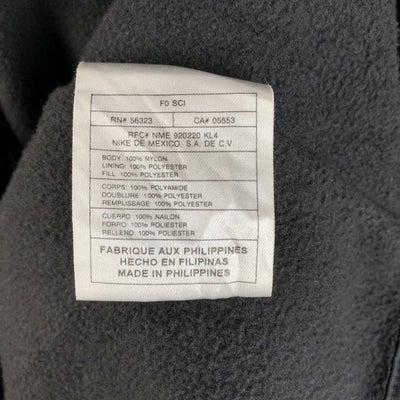 F0 SCI
RN# 56323 CA# 05553
RFC# NME 920220 KL4
NIKE DE MEXICO, S.A. DE C.V.
BODY: 100% NYLON
LINING: 100% POLYESTER
FILL: 100% POLYESTER
CORPS: 100% POLYAMIDE
DOUBLURE: 100% POLYESTER
REMPLISSAGE: 100% POLYESTER
CUERPO: 100% NAILON
FORRO: 100% POLIESTER
RELLENO: 100% POLIESTER
FABRIQUE AUX PHILIPPINES
HECHO EN FILIPINAS
MADE IN PHILIPPINES